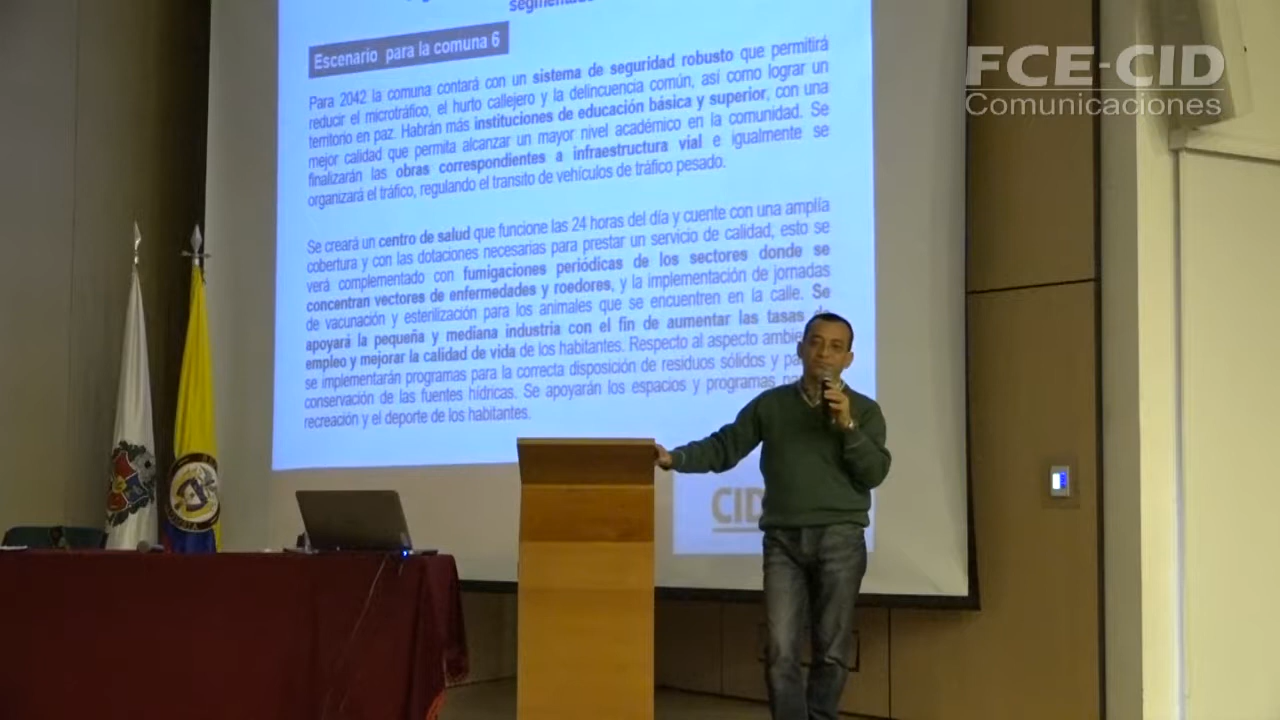 segmentado
Escenario para la comuna 6
Para 2042 la comuna contará con un sistema de seguridad robusto que permitirá
reducir el microtráfico, el hurto callejero y la delincuencia común, así como lograr un
territorio en paz. Habrán más instituciones de educación básica y superior, con una
mejor calidad que permita alcanzar un mayor nivel académico en la comunidad. Se
finalizarán las obras correspondientes a infraestructura vial e igualmente se
organizará el tráfico, regulando el transito de vehículos de tráfico pesado.
Se creará un centro de salud que funcione las 24 horas del día y cuente con una amplía
cobertura y con las dotaciones necesarias para prestar un servicio de calidad, esto se
verá complementado con fumigaciones periódicas de los sectores donde se
concentran vectores de enfermedades y roedores, y la implementación de jornadas
de vacunación y esterilización para los animales que se encuentren en la calle. Se
apoyará la pequeña y mediana industria con el fin de aumentar las tasas
empleo y mejorar la calidad de vida de los habitantes. Respecto al aspecto
se implementarán programas para la correcta disposición de residuos sólidos y
conservación de las fuentes hídricas. Se apoyarán los espacios y programas
recreación y el deporte de los habitantes.
CID
FCE-CID
Comunicaciones